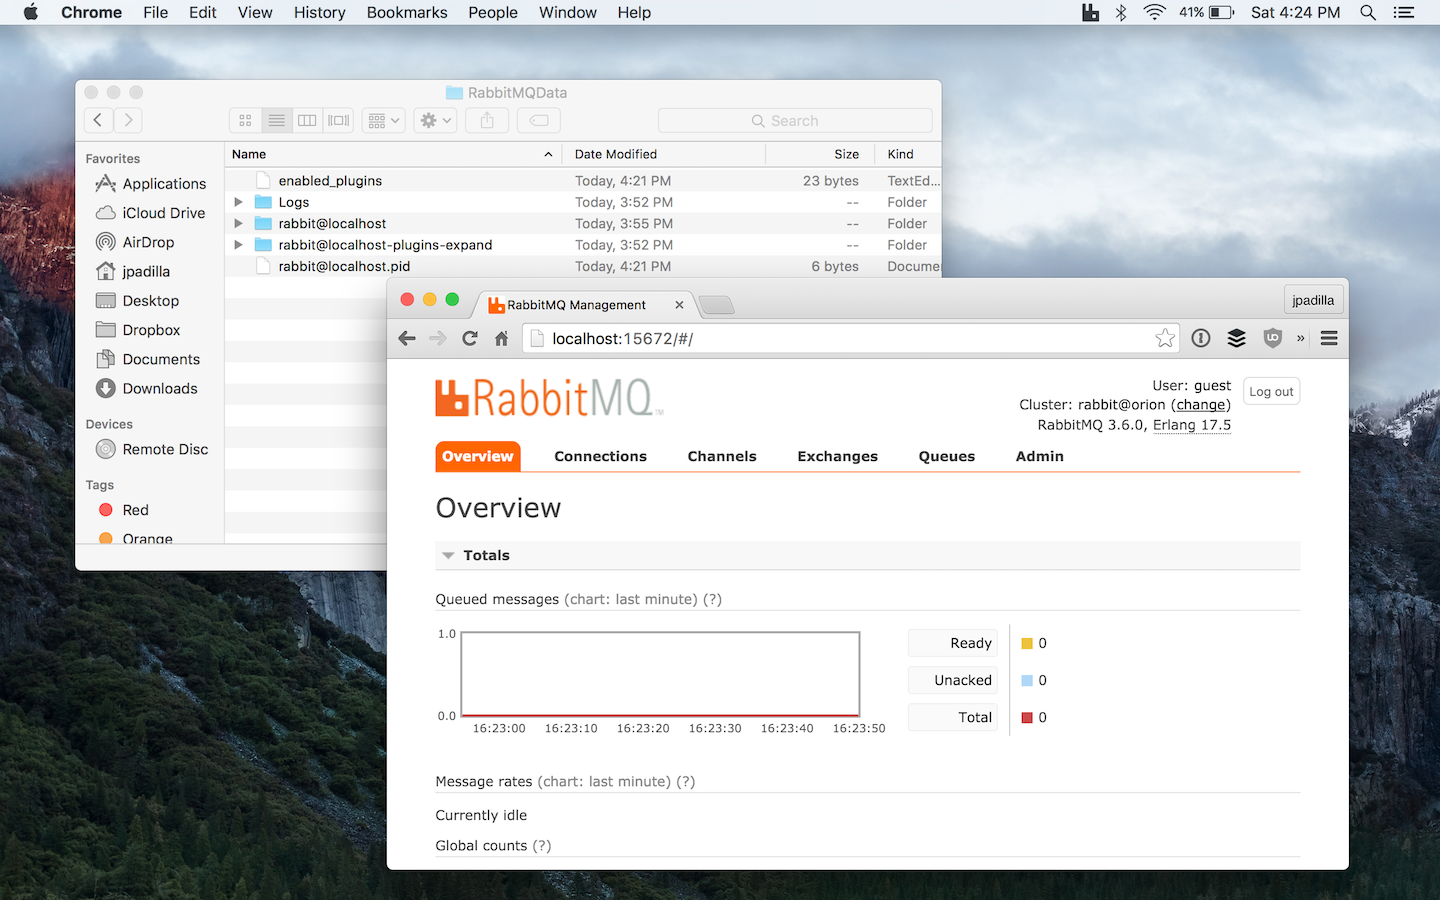 Chrome File Edit View History Bookmarks People Window Help 41% Sat 4:24 PM
RabbitMQData
Search
Favorites
Applications
iCloud Drive
AirDrop
jpadilla
Desktop
Dropbox
Documents
Downloads
Devices
Remote Disc
Tags
Red
Orange
Name Date Modified Size Kind
enabled_plugins Today, 4:21 PM 23 bytes TextEd...
Logs Today, 3:52 PM -- Folder
rabbit@localhost Today, 3:55 PM -- Folder
rabbit@localhost-plugins-expand Today, 3:52 PM -- Folder
rabbit@localhost.pid Today, 4:21 PM 6 bytes Docume
RabbitMQ Management jpadilla
localhost:15672/#/
RabbitMQ™
User: guest Log out
Cluster: rabbit@orion (change)
RabbitMQ 3.6.0, Erlang 17.5
Overview Connections Channels Exchanges Queues Admin
Overview
Totals
Queued messages (chart: last minute) (?)
1.0
0.0
16:23:00 16:23:10 16:23:20 16:23:30 16:23:40 16:23:50
Ready 0
Unacked 0
Total 0
Message rates (chart: last minute) (?)
Currently idle
Global counts (?)